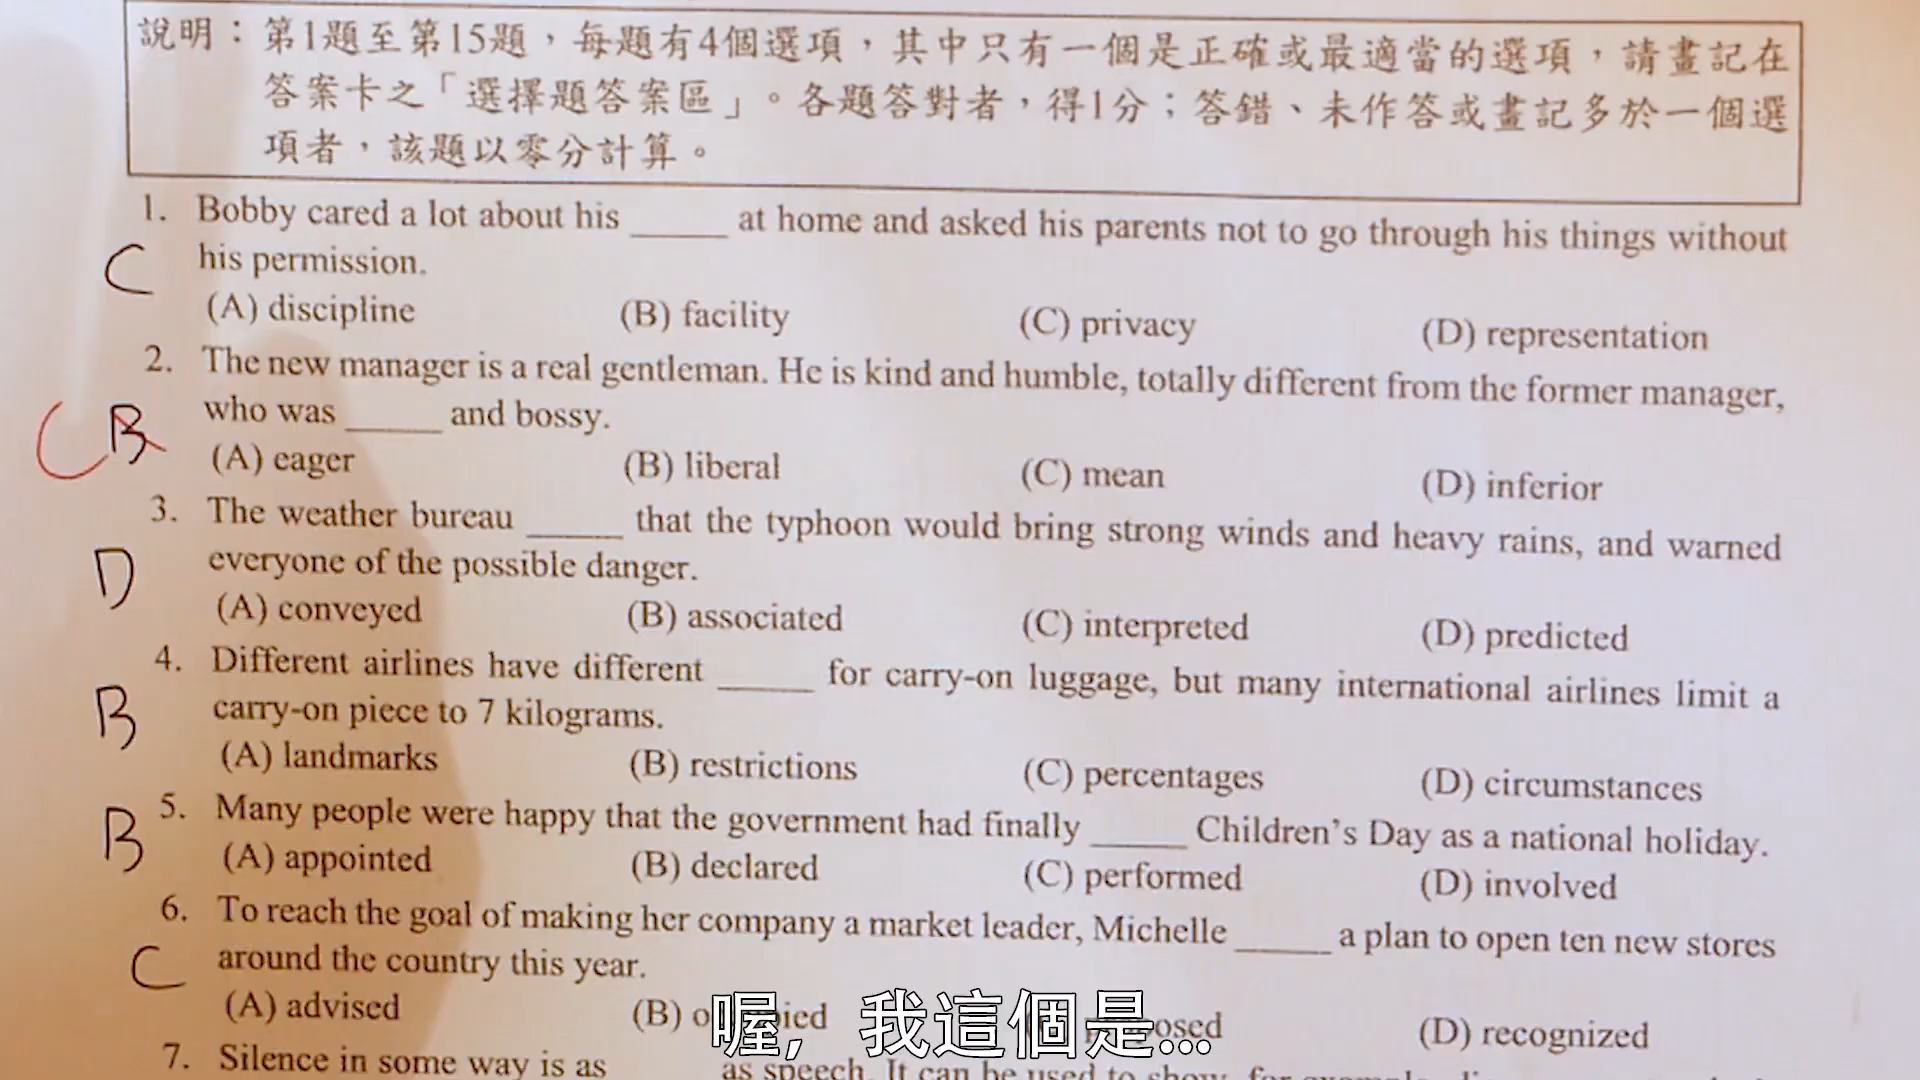 說明：第1題至第15題，每題有4個選項，其中只有一個是正確或最適當的選項，請畫記在
答案卡之「選擇題答案區」。各題答對者，得1分；答錯、未作答或畫記多於一個選
項者，該題以零分計算。
1. Bobby cared a lot about his _____ at home and asked his parents not to go through his things without
C his permission.
(A) discipline (B) facility (C) privacy (D) representation
2. The new manager is a real gentleman. He is kind and humble, totally different from the former manager,
C B who was _____ and bossy.
(A) eager (B) liberal (C) mean (D) inferior
3. The weather bureau _____ that the typhoon would bring strong winds and heavy rains, and warned
D everyone of the possible danger.
(A) conveyed (B) associated (C) interpreted (D) predicted
4. Different airlines have different _____ for carry-on luggage, but many international airlines limit a
B carry-on piece to 7 kilograms.
(A) landmarks (B) restrictions (C) percentages (D) circumstances
5. Many people were happy that the government had finally _____ Children's Day as a national holiday.
B (A) appointed (B) declared (C) performed (D) involved
6. To reach the goal of making her company a market leader, Michelle _____ a plan to open ten new stores
C around the country this year.
(A) advised (B) (D) recognized
喔，我這個是...
7. Silence in some way is as _____ as speech. It can be used to show, for example,